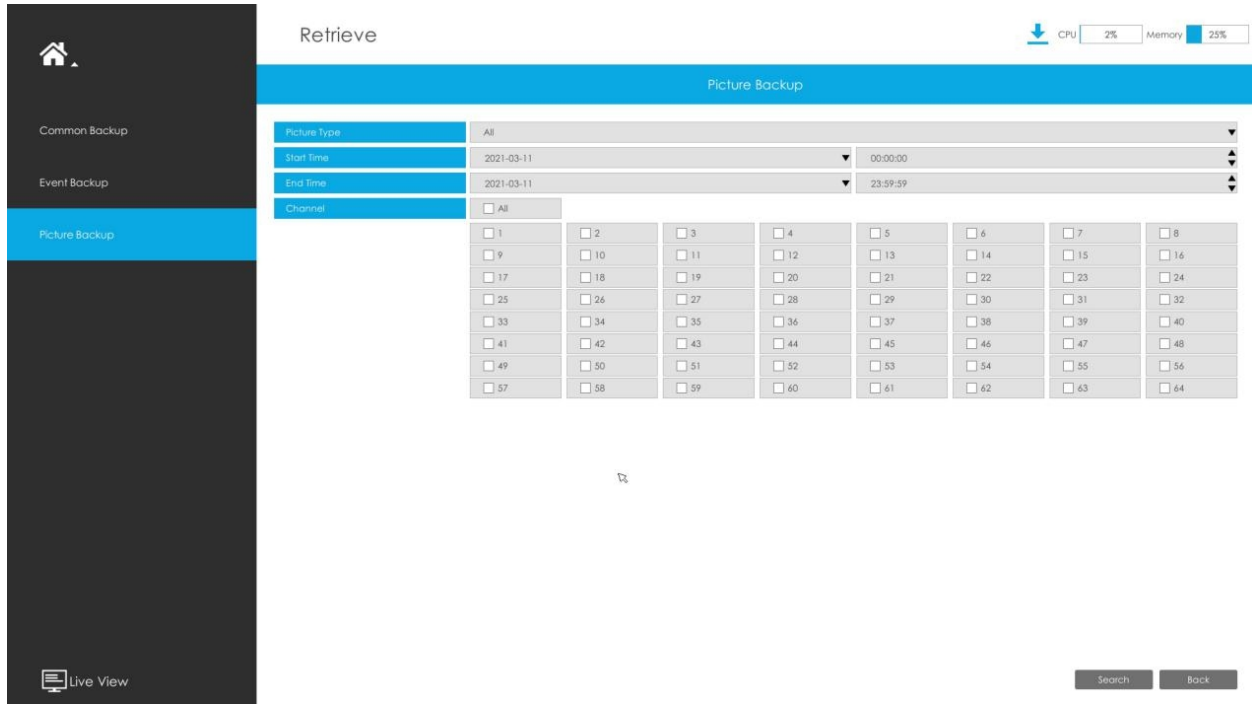 Retrieve
CPU 2% Memory 25%
Picture Backup
Common Backup
Event Backup
Picture Backup
Picture Type All
Start Time 2021-03-11 00:00:00
End Time 2021-03-11 23:59:59
Channel All
1 2 3 4 5 6 7 8
9 10 11 12 13 14 15 16
17 18 19 20 21 22 23 24
25 26 27 28 29 30 31 32
33 34 35 36 37 38 39 40
41 42 43 44 45 46 47 48
49 50 51 52 53 54 55 56
57 58 59 60 61 62 63 64
Live View
Search Back